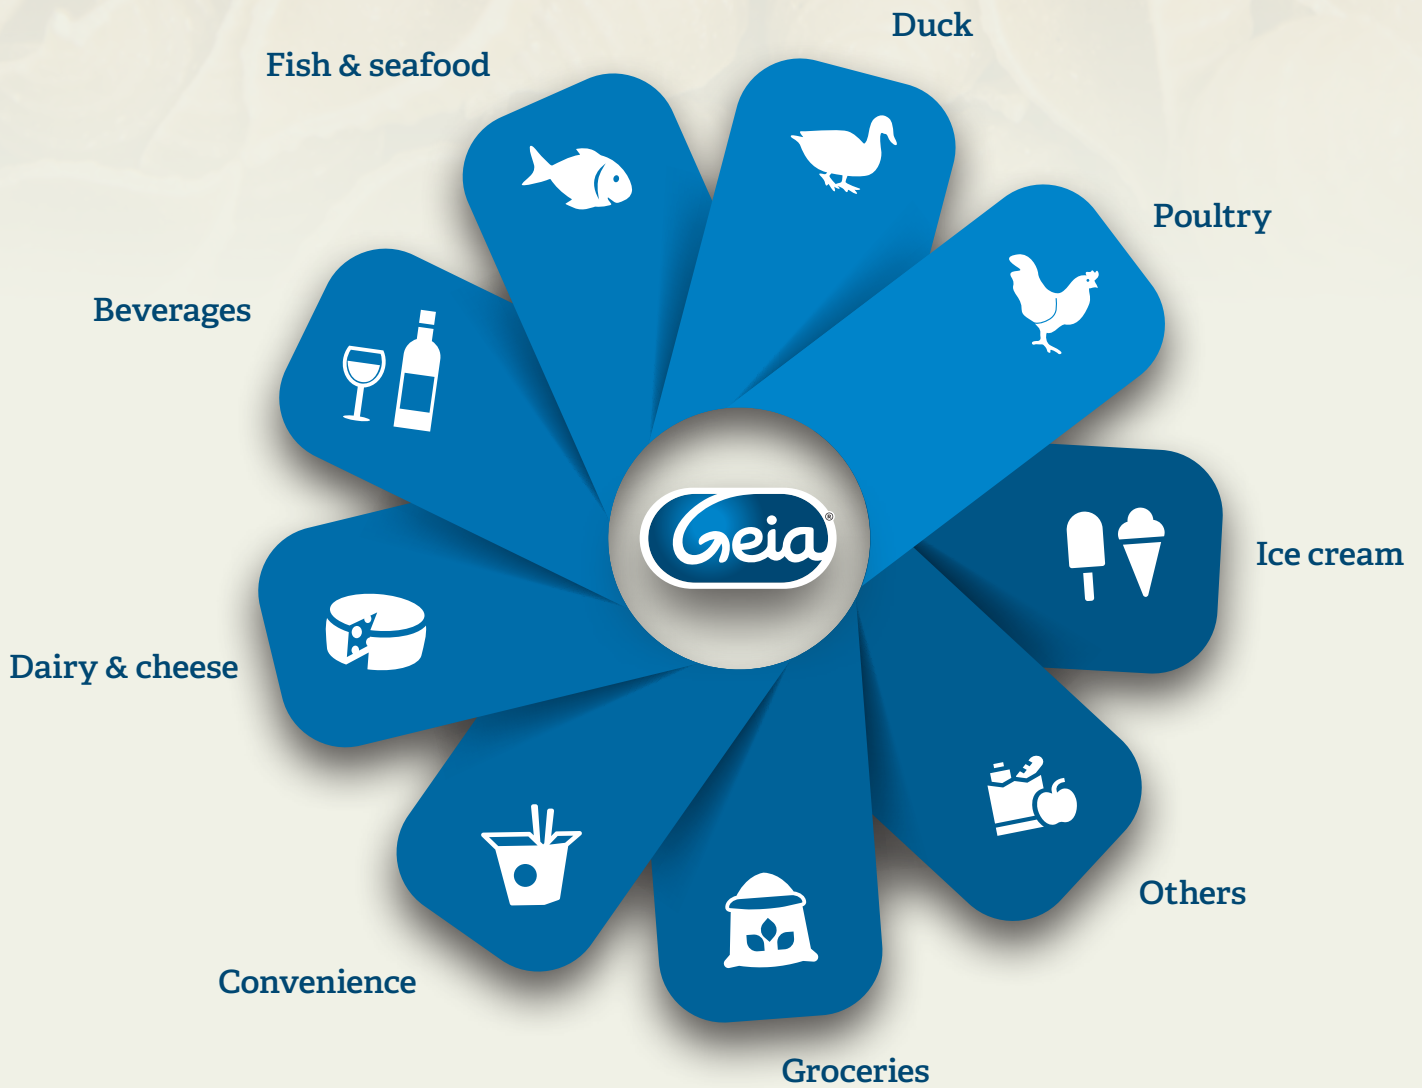 Duck
Fish & seafood
Poultry
Beverages
Geia®
Ice cream
Dairy & cheese
Others
Convenience
Groceries